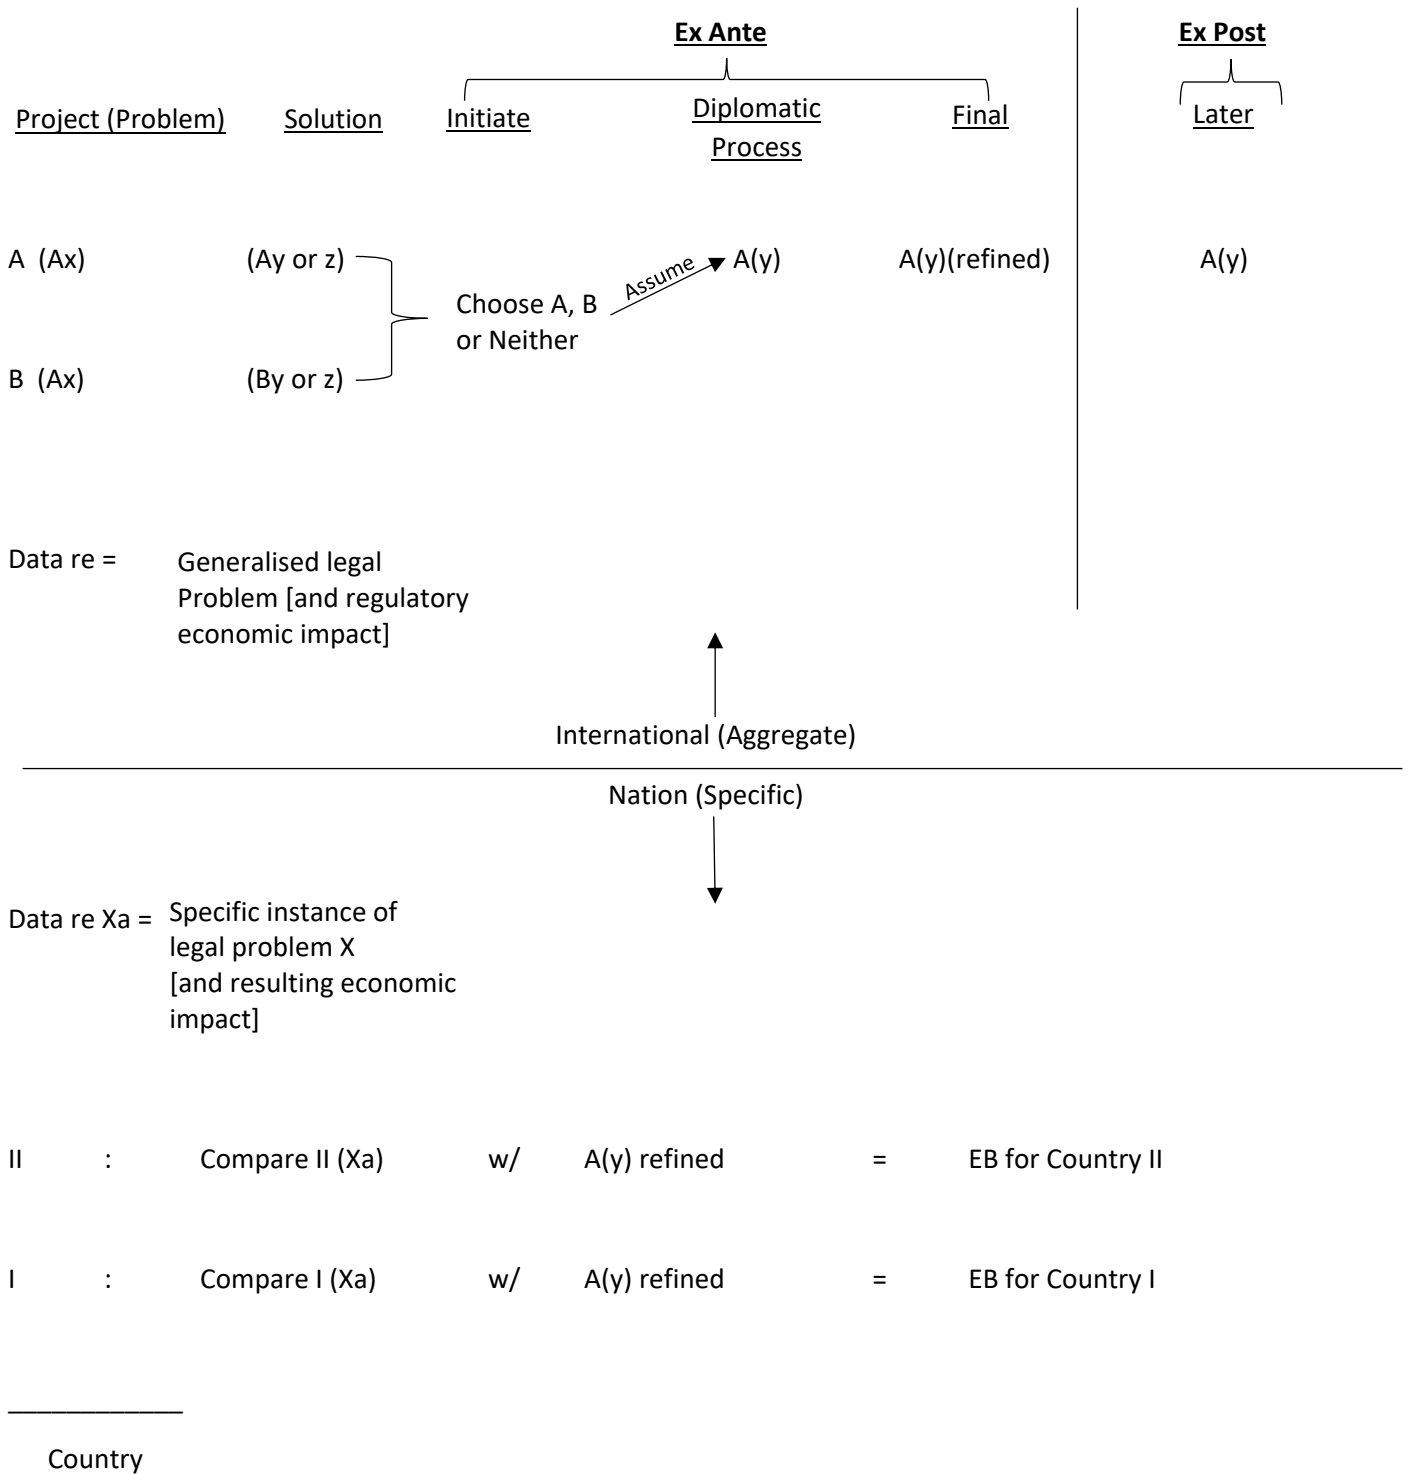 Ex Ante Ex Post
Project (Problem) Solution Initiate Diplomatic Process Final Later
A (Ax) (Ay or z) A(y) A(y)(refined) A(y)
Assume
Choose A, B
or Neither
B (Ax) (By or z)
Data re = Generalised legal
Problem [and regulatory
economic impact]
International (Aggregate)
Nation (Specific)
Data re Xa = Specific instance of
legal problem X
[and resulting economic
impact]
II : Compare II (Xa) w/ A(y) refined = EB for Country II
I : Compare I (Xa) w/ A(y) refined = EB for Country I
Country